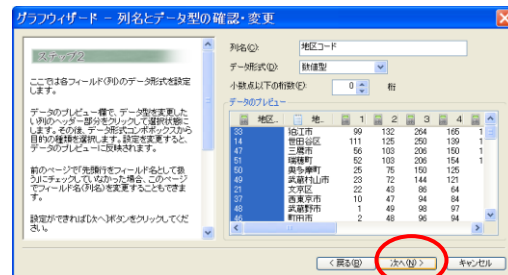 グラフウィザード － 列名とデータ型の確認・変更
ステップ2
ここでは各フィールド(列)のデータ形式を設定
します。
データのプレビュー欄で、データ型を変更した
い列のヘッダー部分をクリックして選択状態に
します。その後、データ形式コンボボックスから
目的の種類を選択します。設定を変更すると、
データのプレビューに反映されます。
前のページで「先頭行をフィールド名として扱
う」にチェックしていなかった場合、このページ
でフィールド名(列名)を変更することもできま
す。
設定ができれば[次へ]ボタンをクリックしてくだ
さい。
列名(C): 地区コード
データ形式(D): 数値型
小数点以下の桁数(E): 0 桁
データのプレビュー
地区... 地... 1 2 3 4
33 狛江市 99 132 264 165 1
14 世田谷区 111 125 250 139 1
47 三鷹市 56 103 206 150 1
51 瑞穂町 52 103 206 154 1
50 奥多摩町 25 75 150 125
49 武蔵村山市 23 72 144 121
21 文京区 22 43 86 64
37 西東京市 10 47 94 84
48 武蔵野市 1 49 98 97
46 町田市 2 48 96 94
< 戻る(B) 次へ(N) > キャンセル